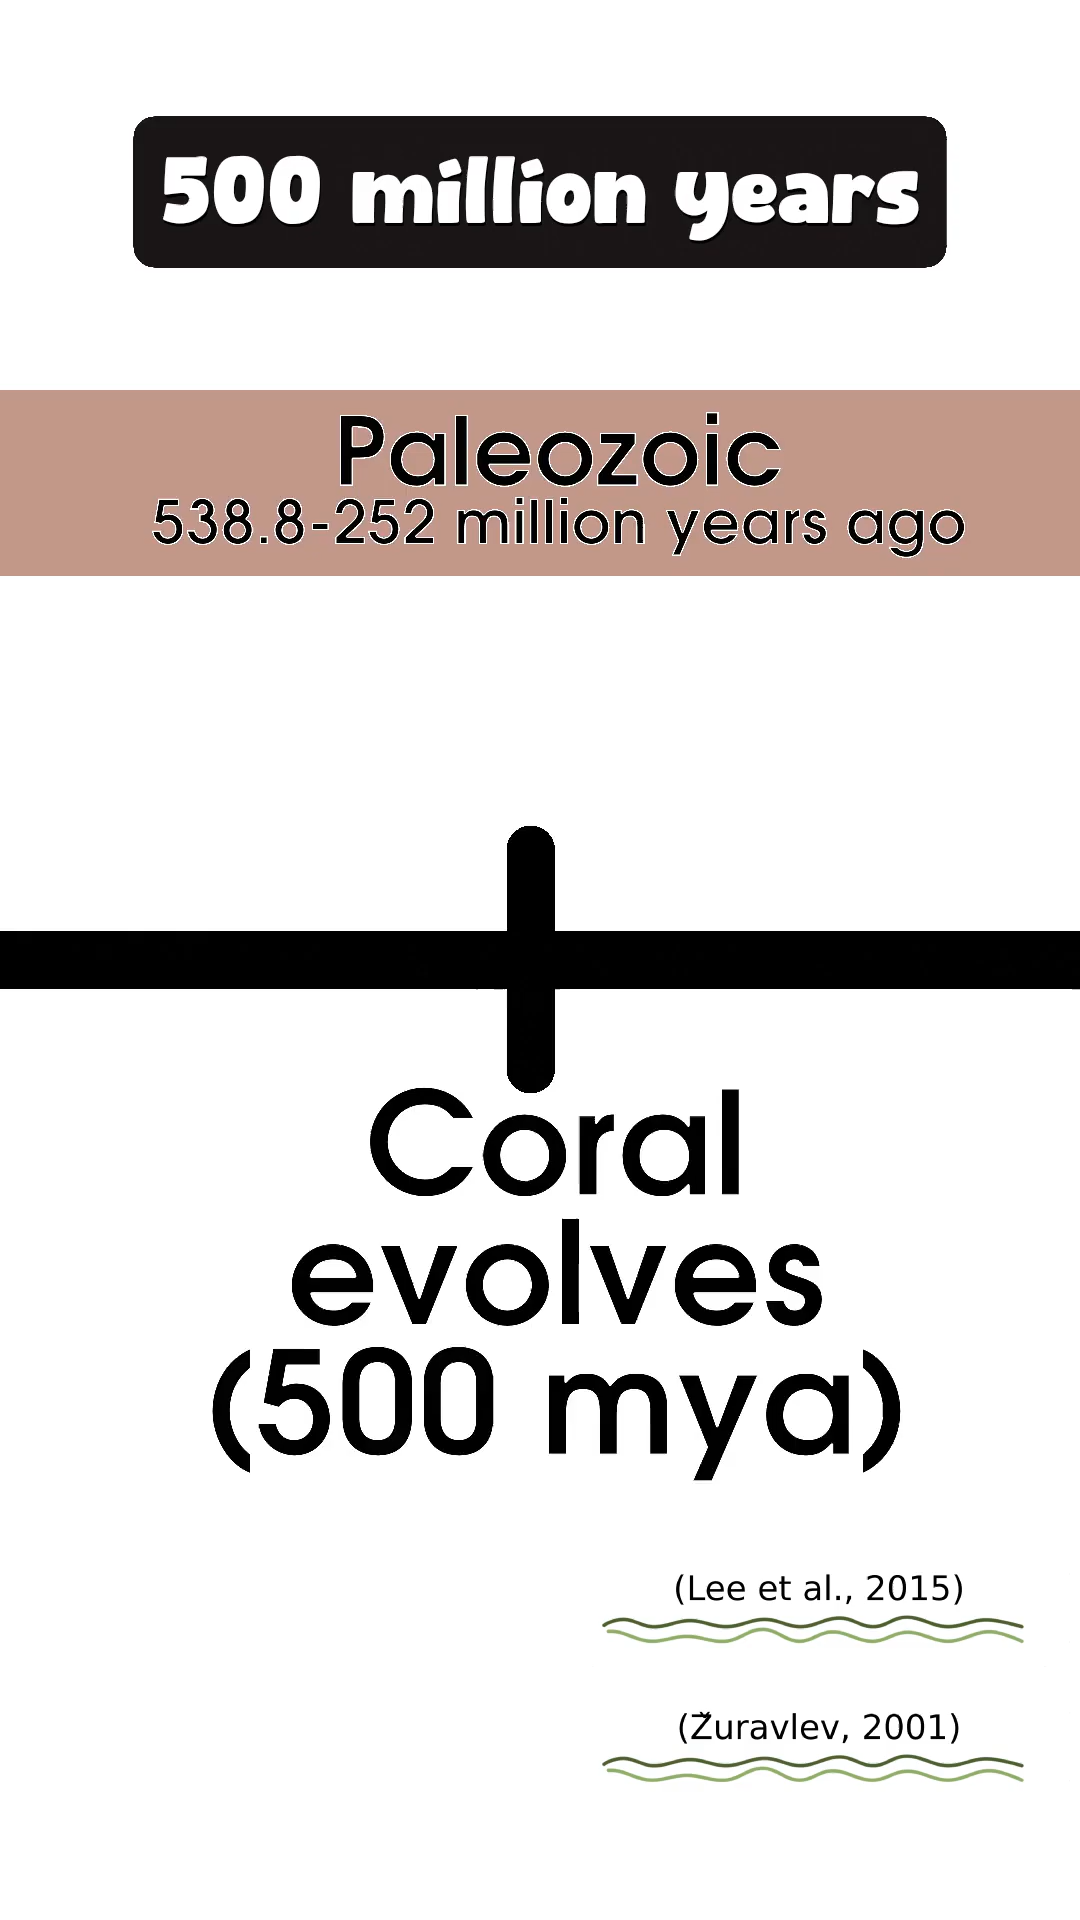 500 million years
Paleozoic
538.8-252 million years ago
Coral
evolves
(500 mya)
(Lee et al., 2015)
(Žuravlev, 2001)